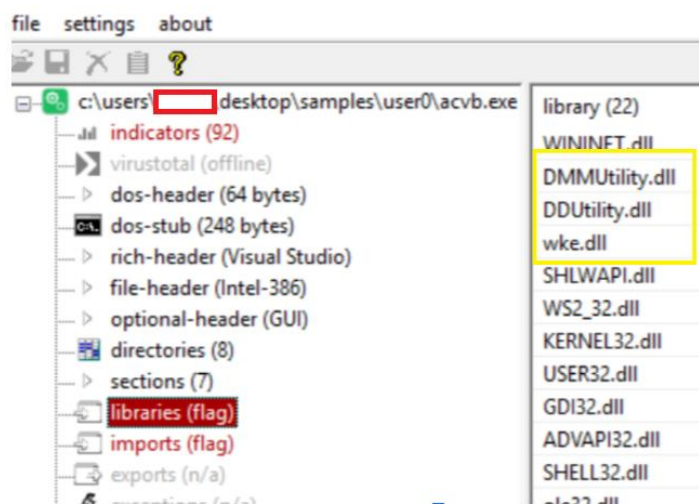 file settings about
c:\users\ desktop\samples\user0\acvb.exe
indicators (92)
virustotal (offline)
dos-header (64 bytes)
dos-stub (248 bytes)
rich-header (Visual Studio)
file-header (Intel-386)
optional-header (GUI)
directories (8)
sections (7)
libraries (flag)
imports (flag)
exports (n/a)
exceptions (n/a)
library (22)
WININET.dll
DMMUtility.dll
DDUtility.dll
wke.dll
SHLWAPI.dll
WS2_32.dll
KERNEL32.dll
USER32.dll
GDI32.dll
ADVAPI32.dll
SHELL32.dll
ole32.dll